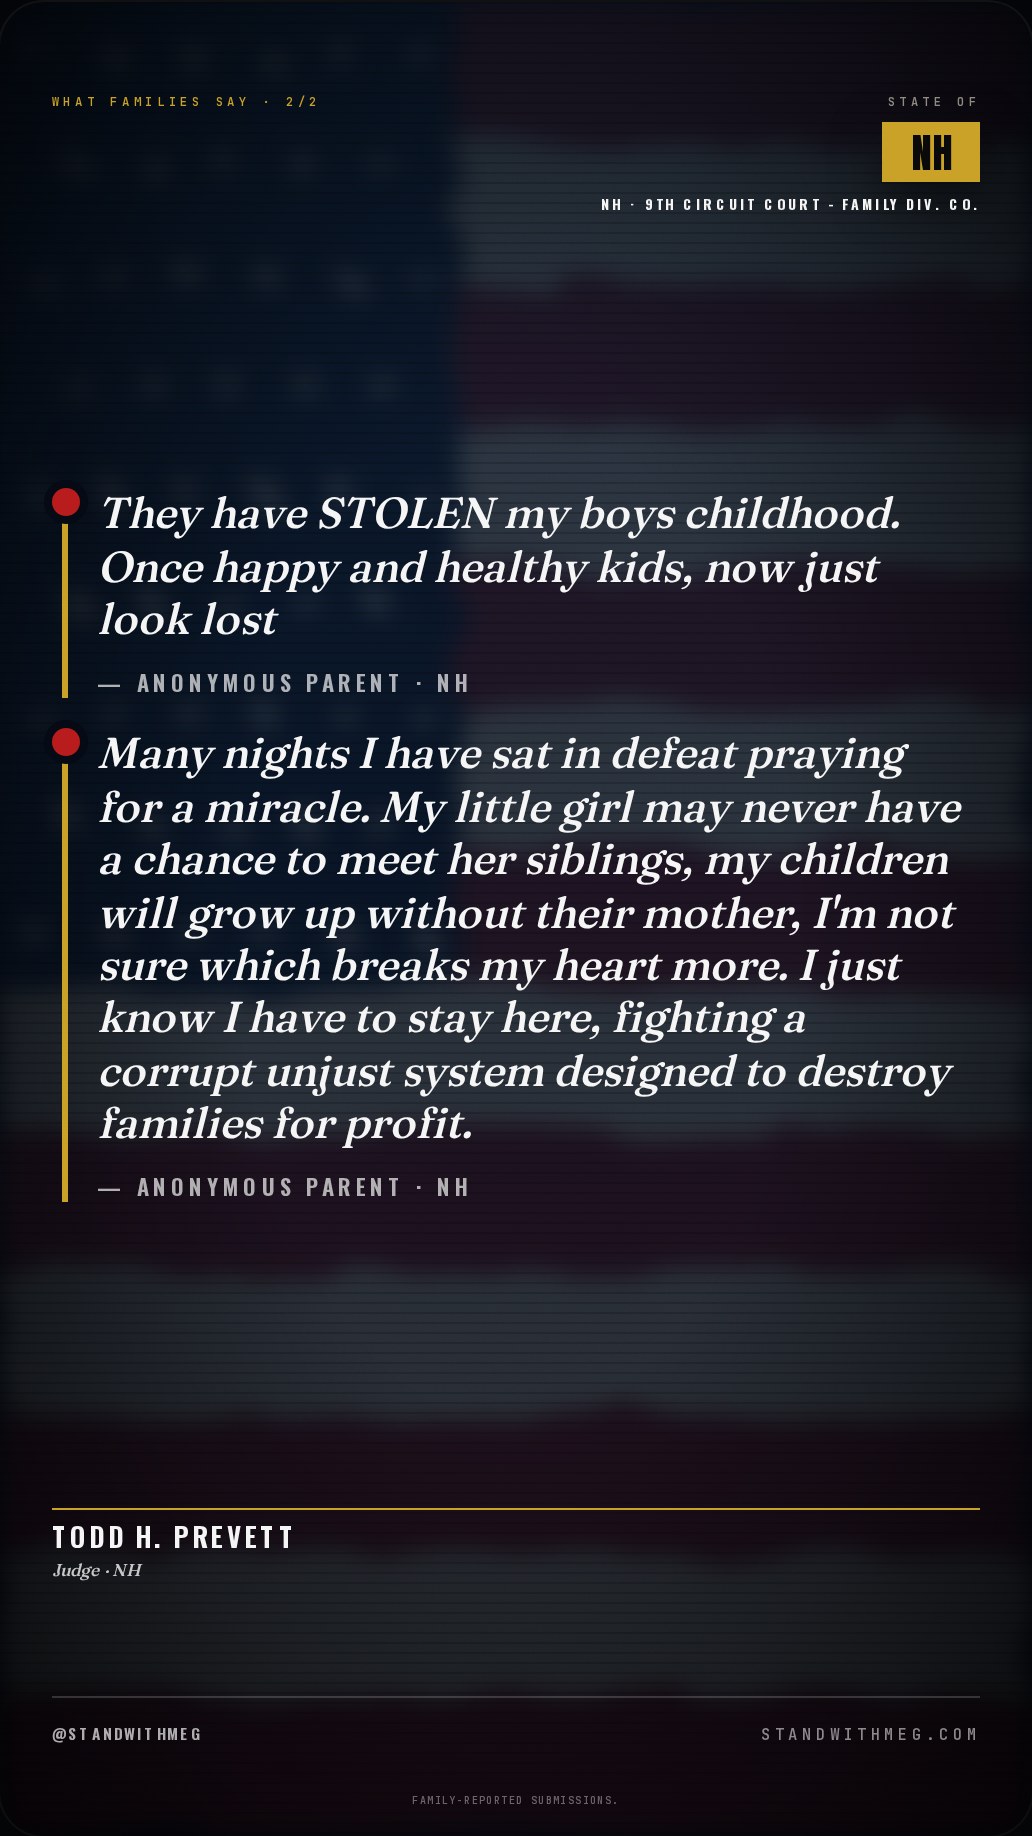 WHAT FAMILIES SAY · 2/2
STATE OF
NH
NH · 9TH CIRCUIT COURT - FAMILY DIV. CO.
They have STOLEN my boys childhood.
Once happy and healthy kids, now just
look lost
— ANONYMOUS PARENT · NH
Many nights I have sat in defeat praying
for a miracle. My little girl may never have
a chance to meet her siblings, my children
will grow up without their mother, I'm not
sure which breaks my heart more. I just
know I have to stay here, fighting a
corrupt unjust system designed to destroy
families for profit.
— ANONYMOUS PARENT · NH
TODD H. PREVETT
Judge · NH
@STANDWITHMEG
STANDWITHMEG.COM
FAMILY-REPORTED SUBMISSIONS.